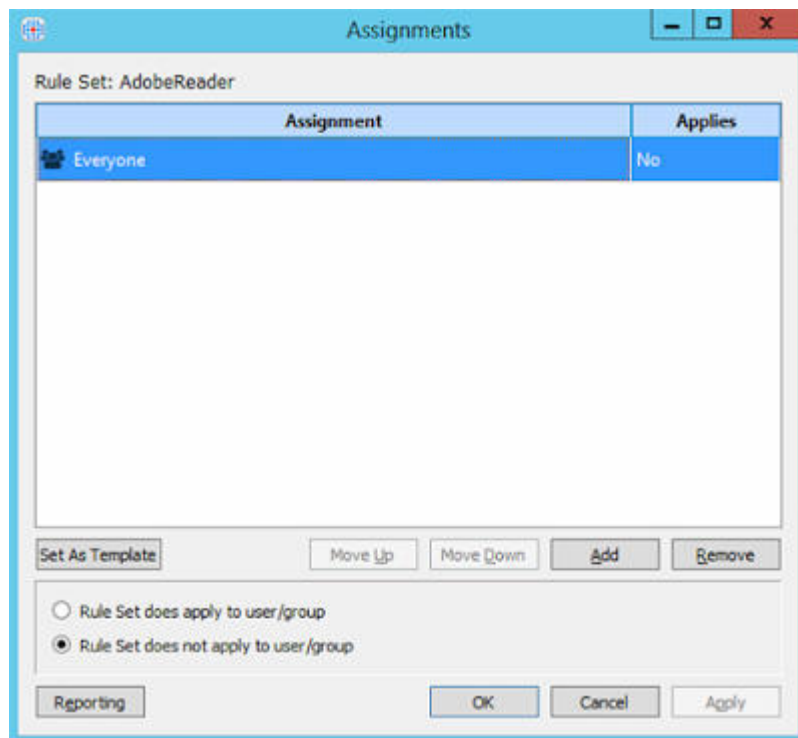 Assignments
Rule Set: AdobeReader
Assignment Applies
Everyone No
Set As Template Move Up Move Down Add Remove
Rule Set does apply to user/group
Rule Set does not apply to user/group
Reporting OK Cancel Apply